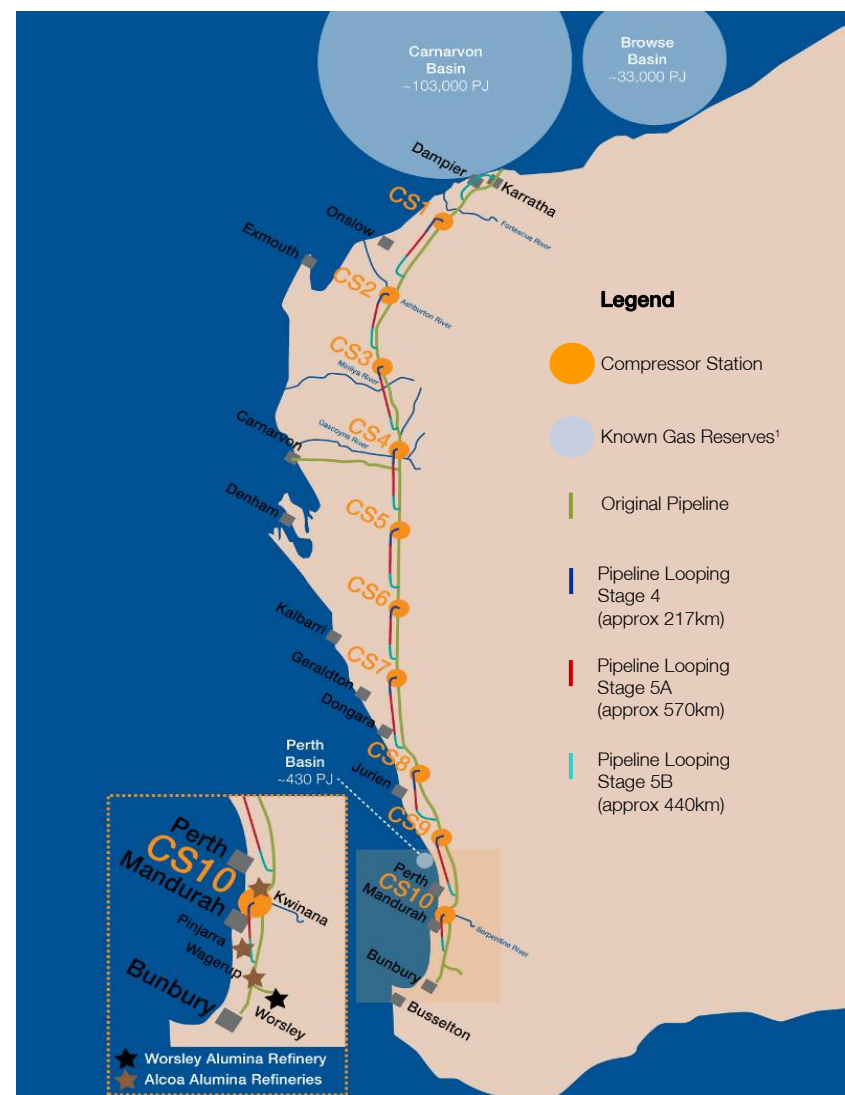 Carnarvon
Basin
~103,000 PJ
Browse
Basin
~33,000 PJ
Dampier
Karratha
CS1
Fortescue River
Onslow
Exmouth
CS2
Ashburton River
CS3
Minilya River
CS4
Gascoyne River
Carnarvon
Denham
CS5
CS6
Kalbarri
CS7
Geraldton
Dongara
CS8
Perth
Basin
~430 PJ
Jurien
CS9
Perth
CS10
Mandurah
Serpentine River
Bunbury
Busselton
Legend
Compressor Station
Known Gas Reserves¹
Original Pipeline
Pipeline Looping
Stage 4
(approx 217km)
Pipeline Looping
Stage 5A
(approx 570km)
Pipeline Looping
Stage 5B
(approx 440km)
Perth
CS10
Mandurah
Kwinana
Pinjarra
Wagerup
Bunbury
Worsley
Worsley Alumina Refinery
Alcoa Alumina Refineries